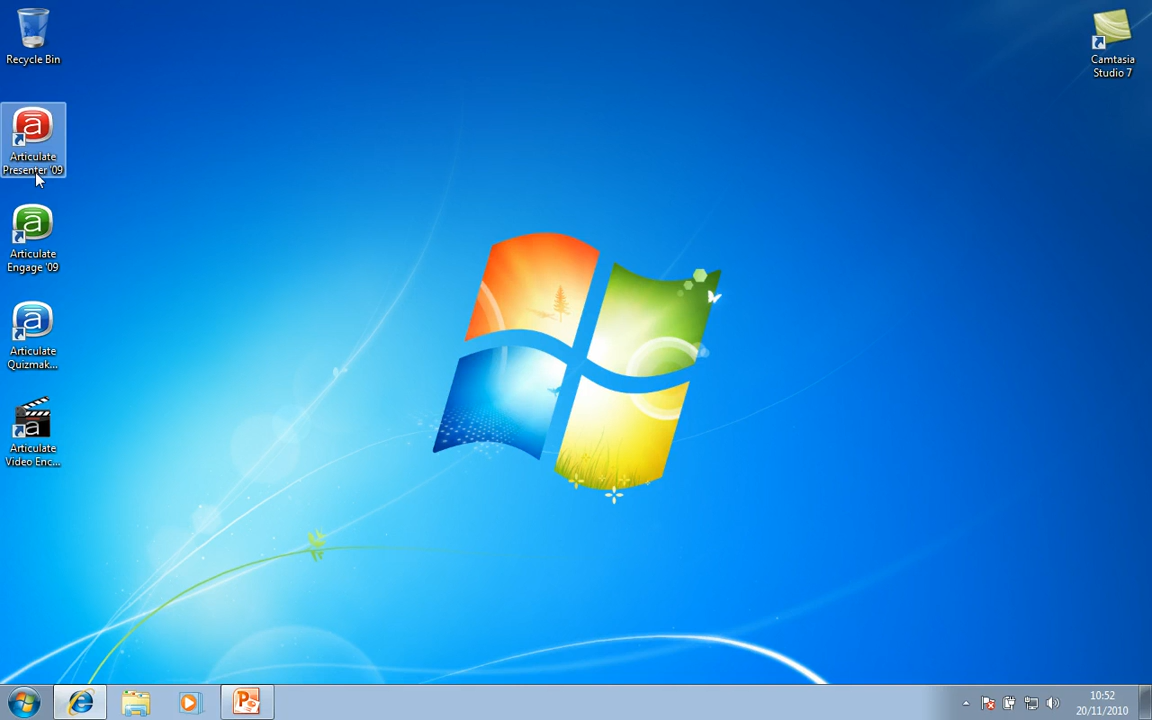 Recycle Bin
Camtasia
Studio 7
Articulate
Presenter '09
Articulate
Engage '09
Articulate
Quizmak...
Articulate
Video Enc...
10:52
20/11/2010